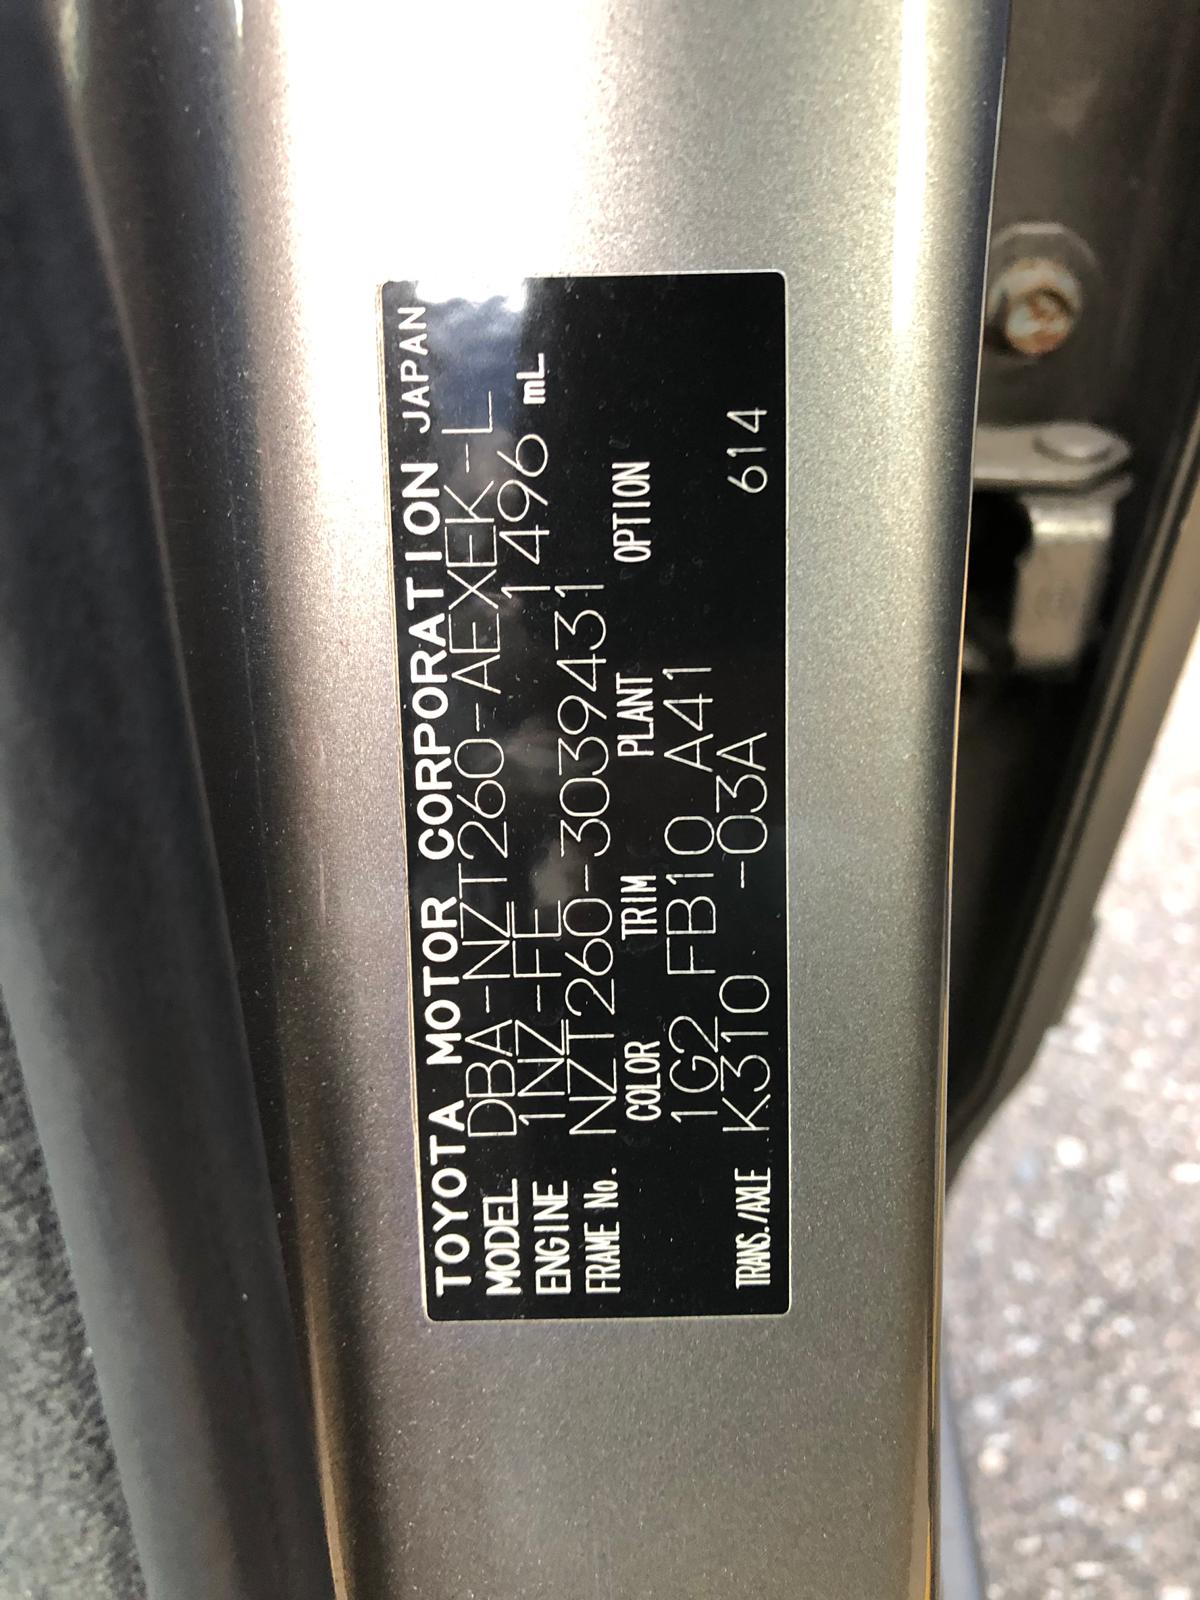 TOYOTA MOTOR CORPORATION JAPAN
MODEL DBA-NZT260-AEXEK-L
ENGINE 1NZ-FE 1496 mL
FRAME No. NZT260-3039431
COLOR TRIM PLANT OPTION
1G2 FB10 A41
TRANS./AXLE K310 -03A 614